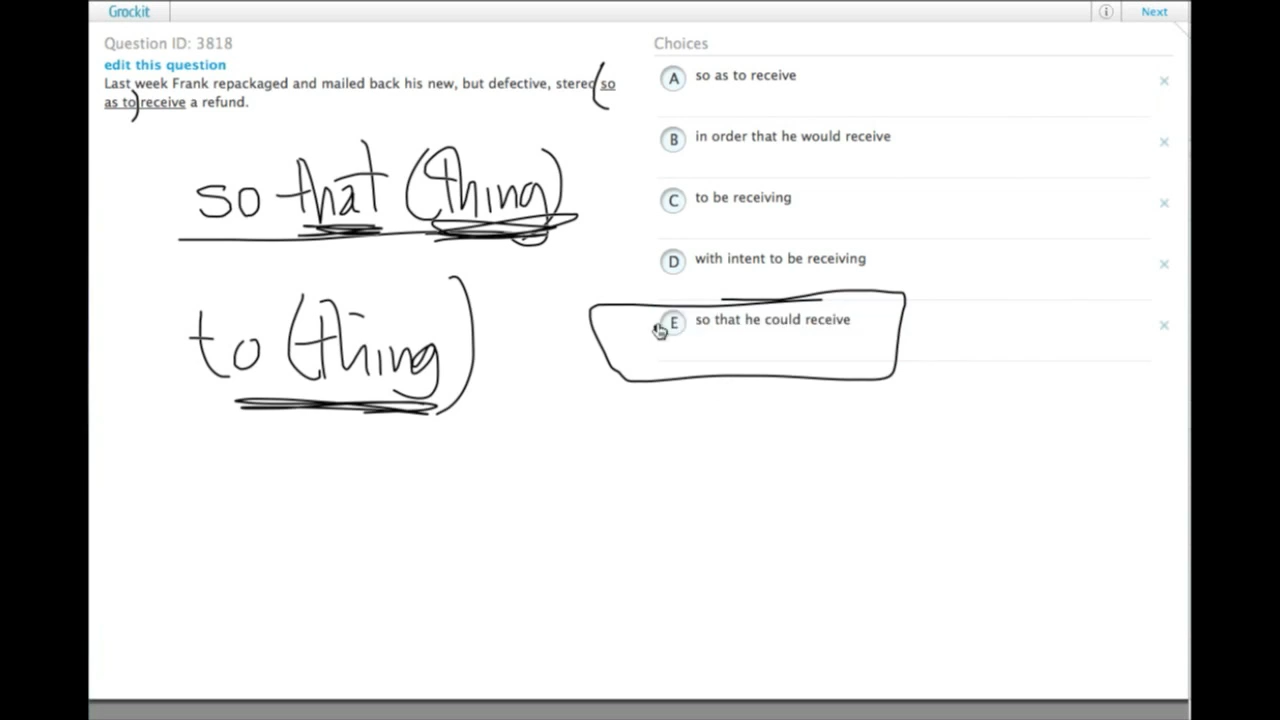 Grockit
i
Next
Question ID: 3818
edit this question
Last week Frank repackaged and mailed back his new, but defective, stereo so
as to receive a refund.
so that (thing)
to (thing)
Choices
A so as to receive
B in order that he would receive
C to be receiving
D with intent to be receiving
E so that he could receive